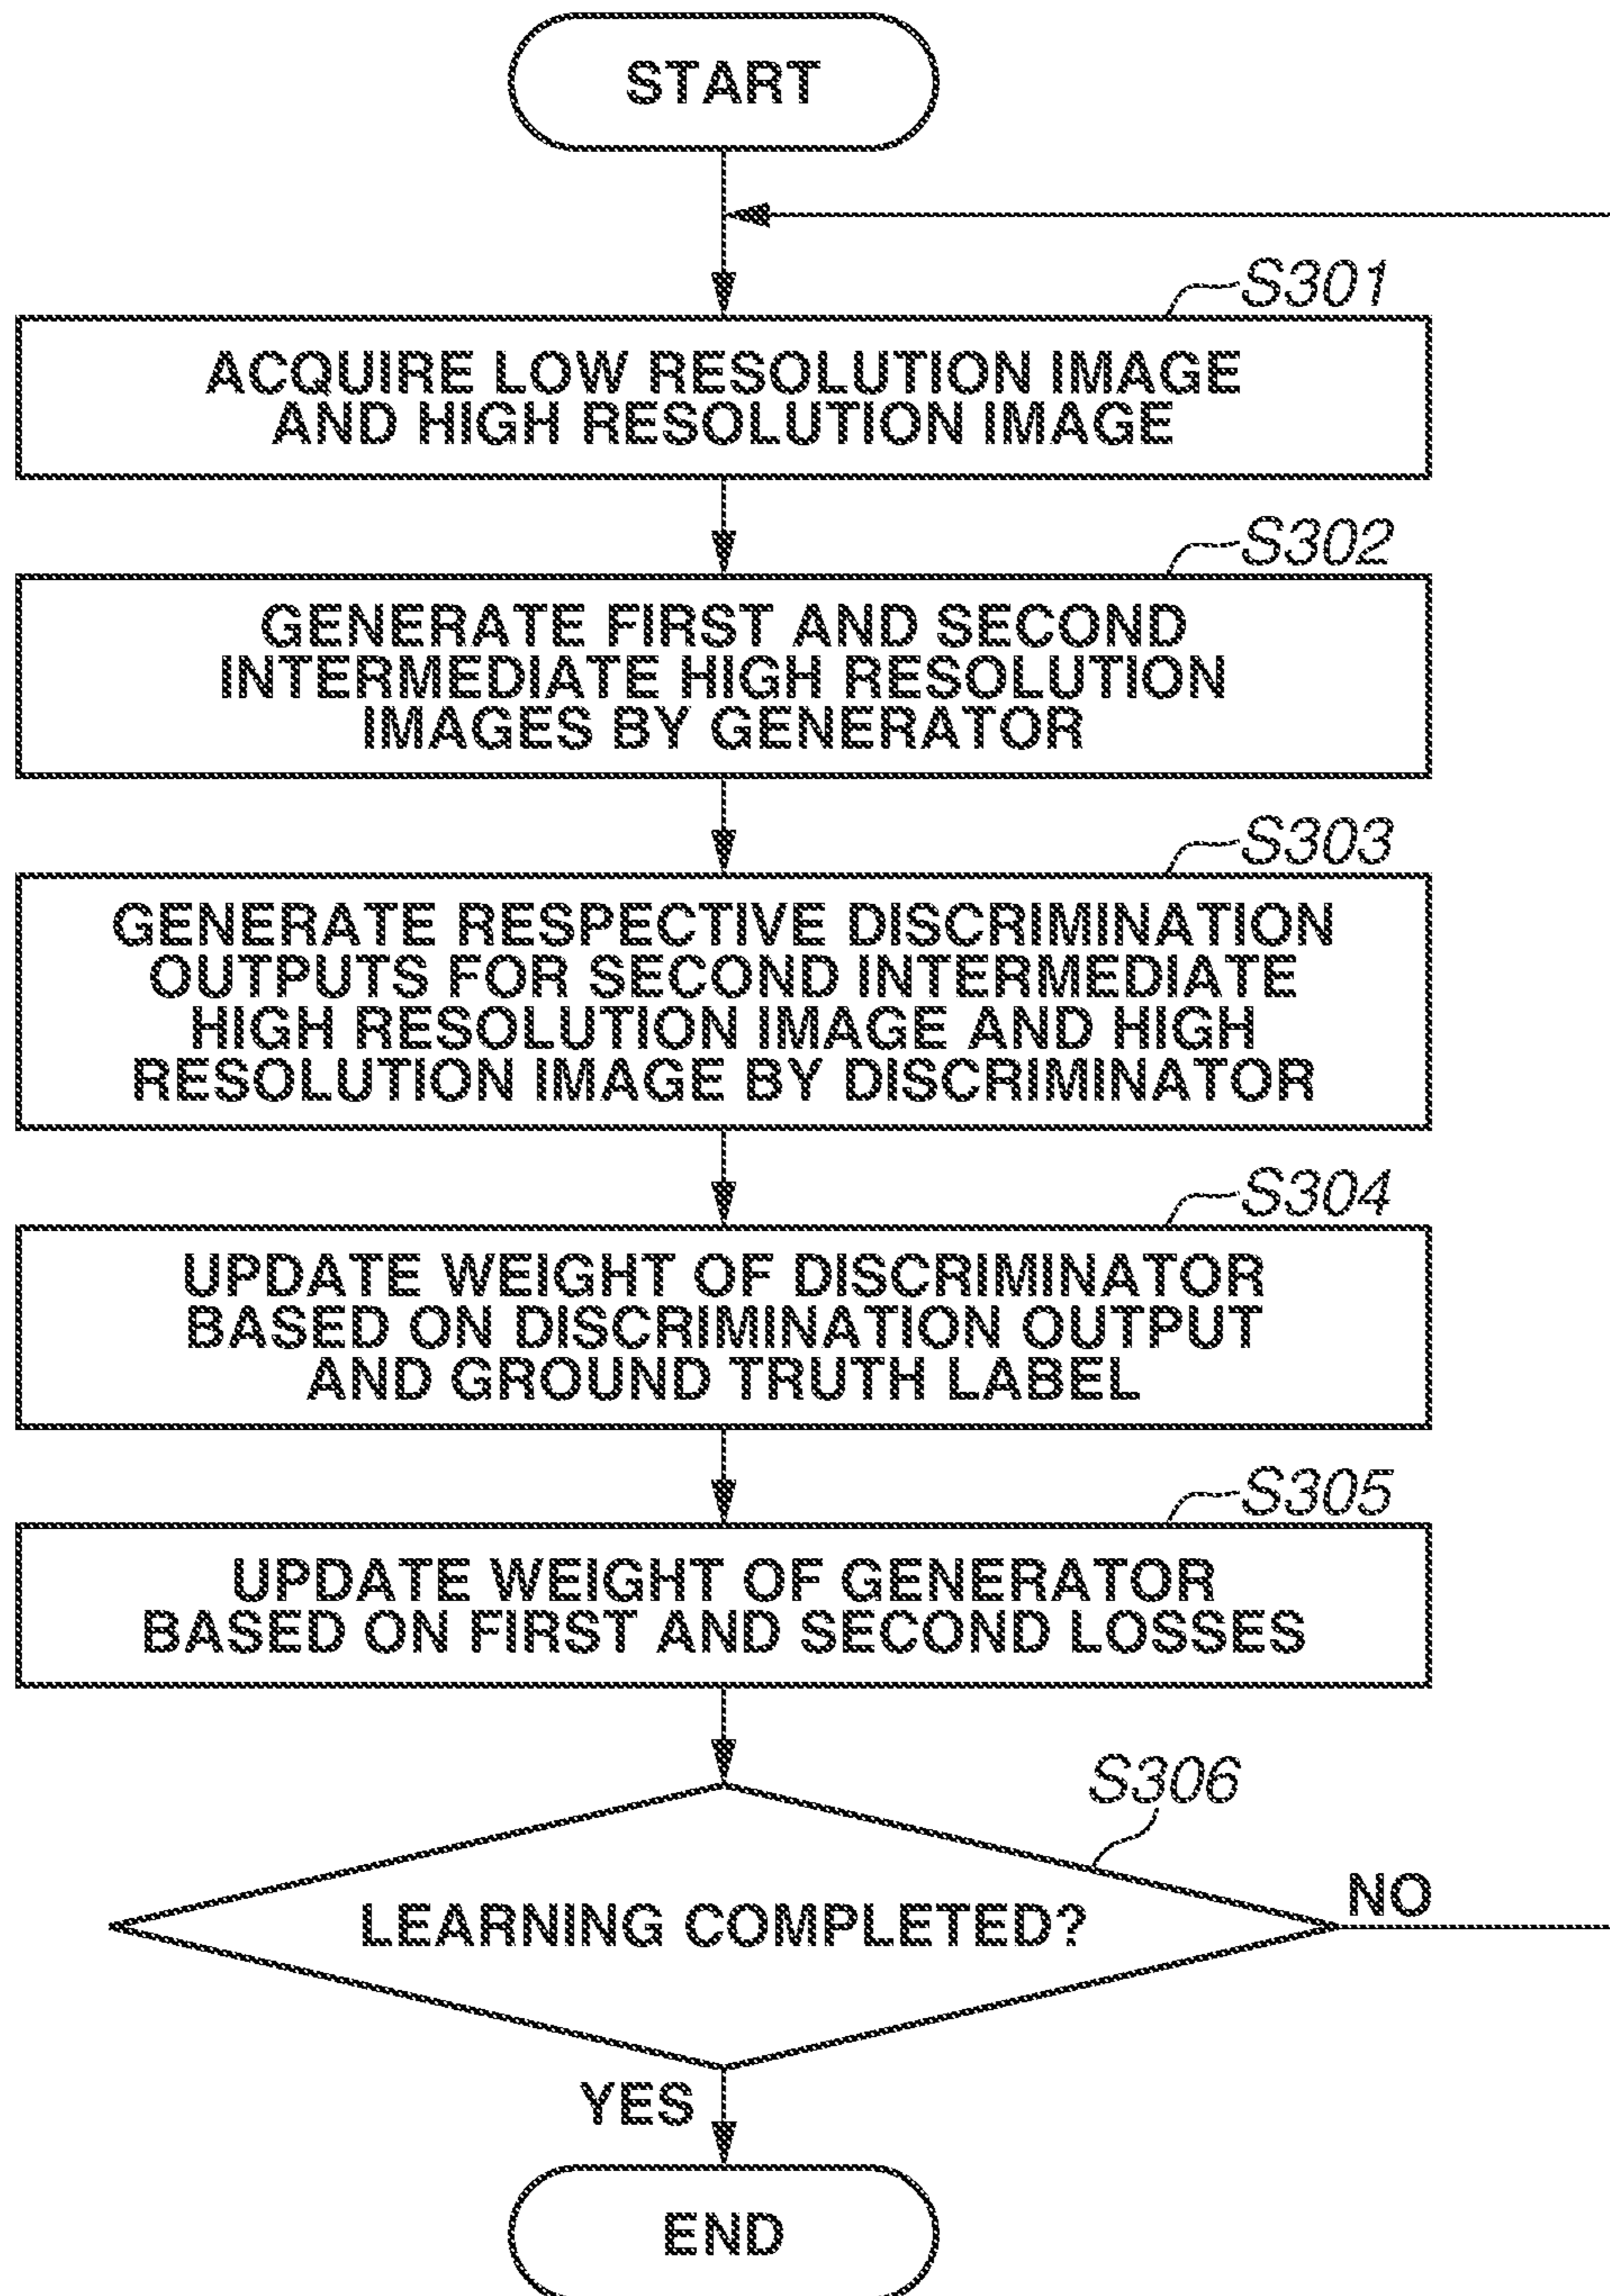 START
S301
ACQUIRE LOW RESOLUTION IMAGE
AND HIGH RESOLUTION IMAGE
S302
GENERATE FIRST AND SECOND
INTERMEDIATE HIGH RESOLUTION
IMAGES BY GENERATOR
S303
GENERATE RESPECTIVE DISCRIMINATION
OUTPUTS FOR SECOND INTERMEDIATE
HIGH RESOLUTION IMAGE AND HIGH
RESOLUTION IMAGE BY DISCRIMINATOR
S304
UPDATE WEIGHT OF DISCRIMINATOR
BASED ON DISCRIMINATION OUTPUT
AND GROUND TRUTH LABEL
S305
UPDATE WEIGHT OF GENERATOR
BASED ON FIRST AND SECOND LOSSES
S306
LEARNING COMPLETED?
NO
YES
END